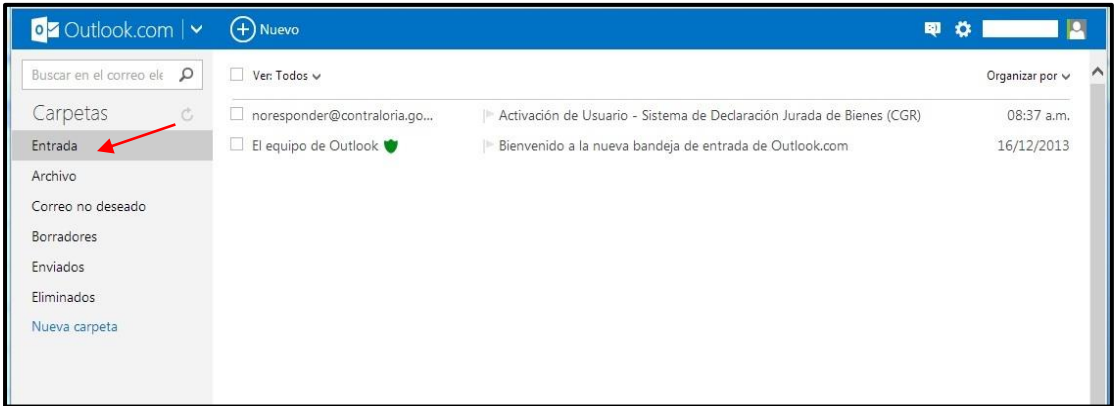 Outlook.com Nuevo
Buscar en el correo ele Ver: Todos Organizar por
Carpetas noresponder@contraloria.go... Activación de Usuario - Sistema de Declaración Jurada de Bienes (CGR) 08:37 a.m.
Entrada El equipo de Outlook Bienvenido a la nueva bandeja de entrada de Outlook.com 16/12/2013
Archivo
Correo no deseado
Borradores
Enviados
Eliminados
Nueva carpeta